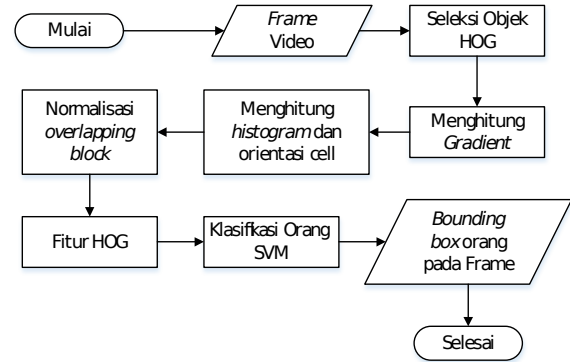 Mulai
Frame
Video
Seleksi Objek
HOG
Menghitung
Gradient
Menghitung
histogram dan
orientasi cell
Normalisasi
overlapping
block
Fitur HOG
Klasifkasi Orang
SVM
Bounding
box orang
pada Frame
Selesai